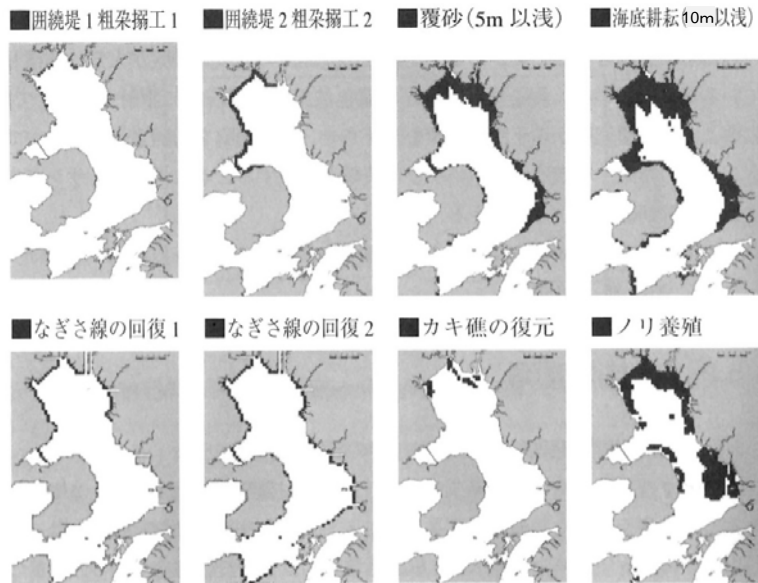 ■囲繞堤1粗朶搦工1
■囲繞堤2粗朶搦工2
■覆砂(5m以浅)
■海底耕耘(10m以浅)
■なぎさ線の回復1
■なぎさ線の回復2
■カキ礁の復元
■ノリ養殖